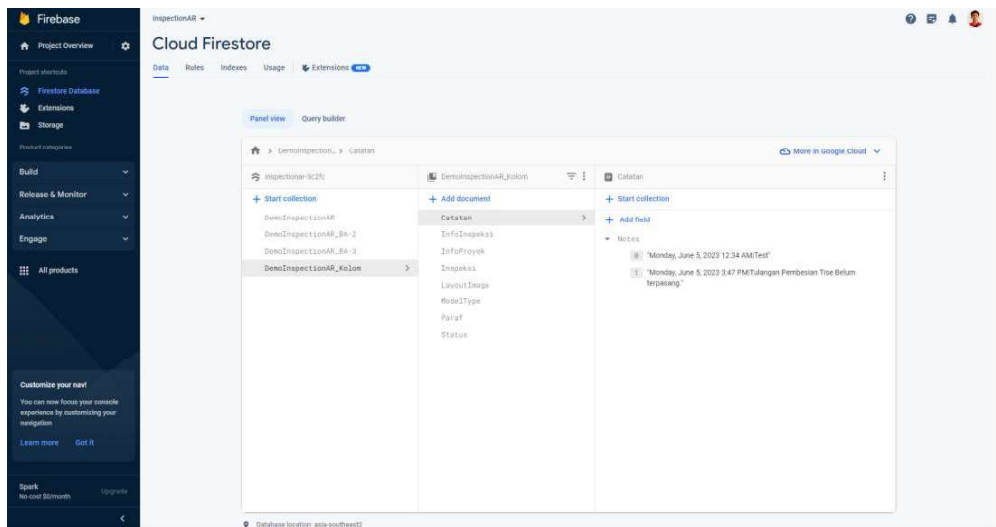 Firebase
Project Overview
Project shortcuts
Firestore Database
Extensions
Storage
Product categories
Build
Release & Monitor
Analytics
Engage
All products
Customize your nav!
You can now focus your console
experience by customizing your
navigation
Learn more Got it
Spark
No-cost $0/month
Upgrade
InspectionAR
Cloud Firestore
Data Rules Indexes Usage Extensions NEW
Panel view Query builder
DemoInspection... > Catatan
More in Google Cloud
inspectionar-3c2fc
Start collection
DemoInspectionAR
DemoInspectionAR_BA-2
DemoInspectionAR_BA-3
DemoInspectionAR_Kolom
DemoInspectionAR_Kolom
Add document
Catatan
InfoInspeksi
InfoProyek
Inspeksi
LayoutImage
ModelType
Paraf
Status
Catatan
Start collection
Add field
Notes
0 "Monday, June 5, 2023 12:34 AM|Test"
1 "Monday, June 5, 2023 3:47 PM|Tulangan Pembesian Tise Belum
terpasang."
Database location: asia-southeast2